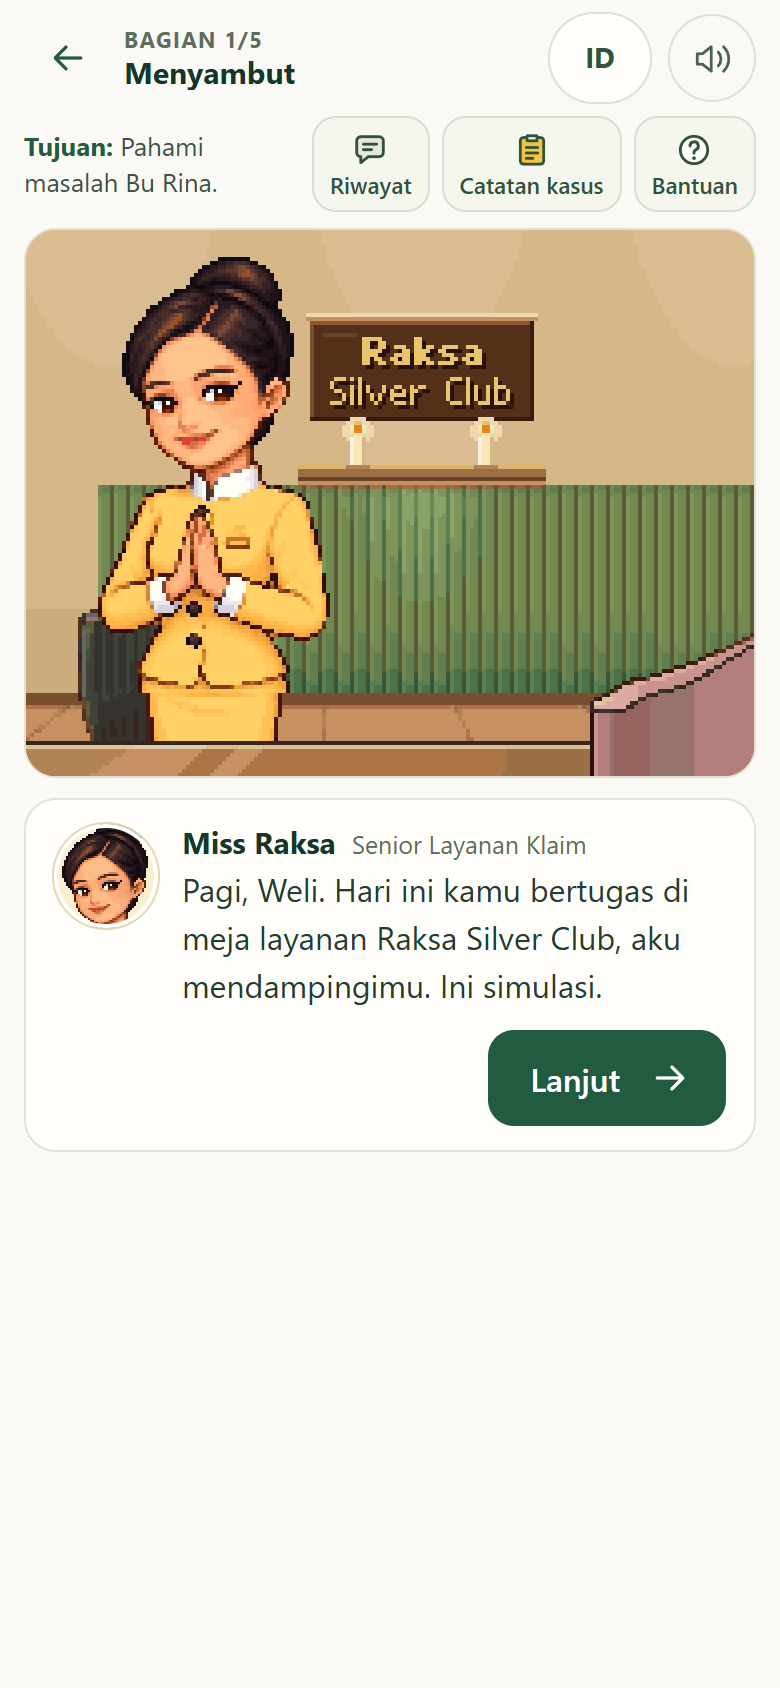 BAGIAN 1/5
Menyambut
ID
Tujuan: Pahami
masalah Bu Rina.
Riwayat
Catatan kasus
Bantuan
Raksa
Silver Club
Miss Raksa Senior Layanan Klaim
Pagi, Weli. Hari ini kamu bertugas di
meja layanan Raksa Silver Club, aku
mendampingimu. Ini simulasi.
Lanjut